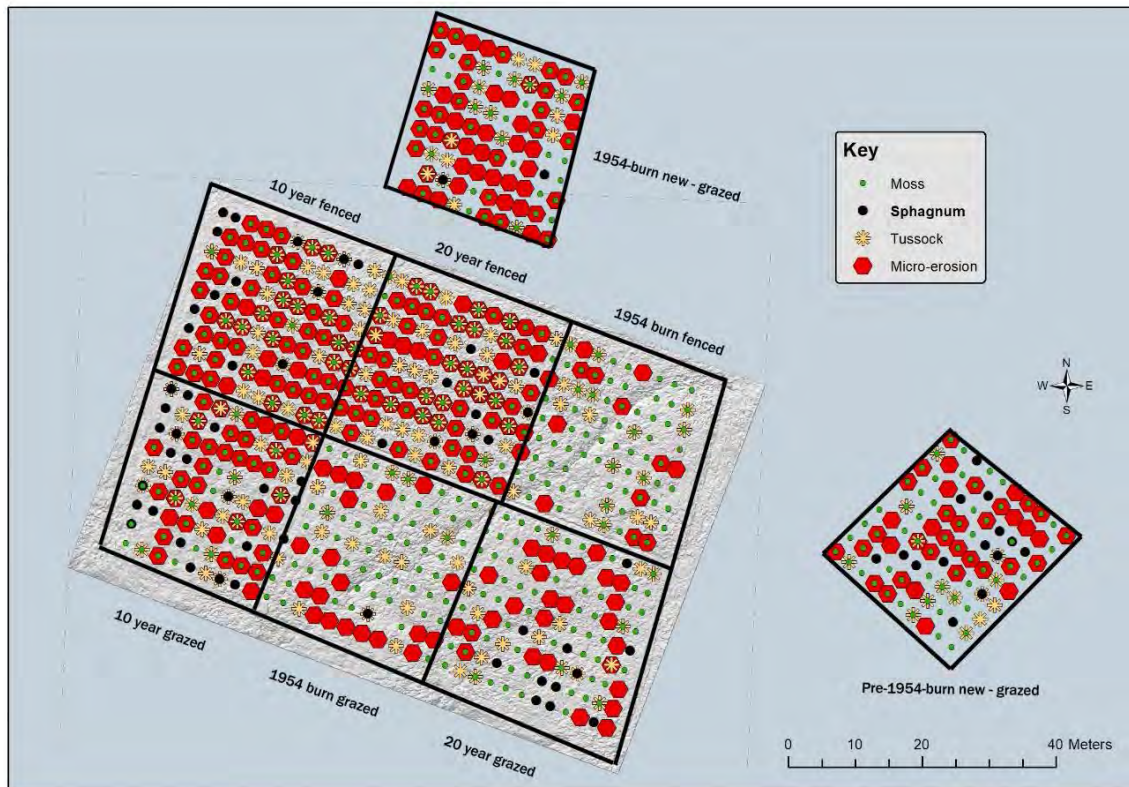 1954-burn new - grazed
10 year fenced
20 year fenced
1954 burn fenced
10 year grazed
1954 burn grazed
20 year grazed
Key
Moss
Sphagnum
Tussock
Micro-erosion
N
W E
S
Pre-1954-burn new - grazed
0 10 20 40 Meters